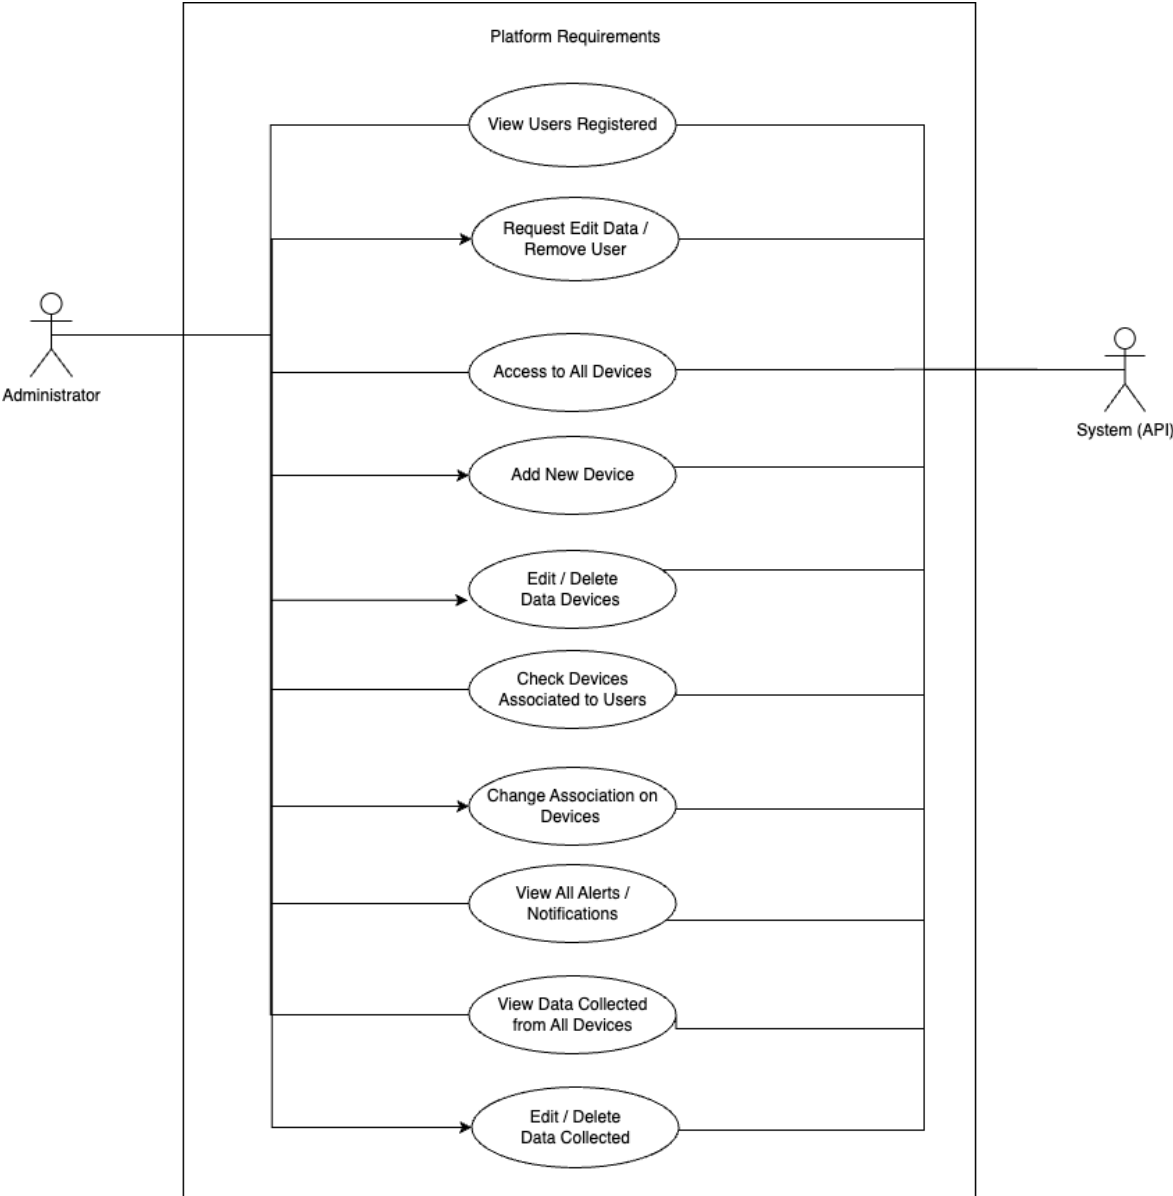 Platform Requirements
View Users Registered
Request Edit Data /
Remove User
Administrator
Access to All Devices
System (API)
Add New Device
Edit / Delete
Data Devices
Check Devices
Associated to Users
Change Association on
Devices
View All Alerts /
Notifications
View Data Collected
from All Devices
Edit / Delete
Data Collected